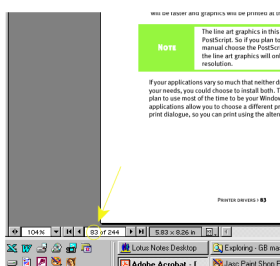 will be faster and graphics will be printed at
NOTE
The line art graphics in this
PostScript. So if you plan to
manual choose the PostScri
the line art graphics will onl
resolution.
If your applications vary so much that neither d
your needs, you could choose to install both. T
plan to use most of the time to be your Window
applications allow you to choose a different pr
print dialogue, so you can print using the alter
PRINTER DRIVERS • 83
104% 83 of 244 5.83 x 8.26 in
Lotus Notes Desktop Exploring - GB ma
Adobe Acrobat - [ Jasc Paint Shop P